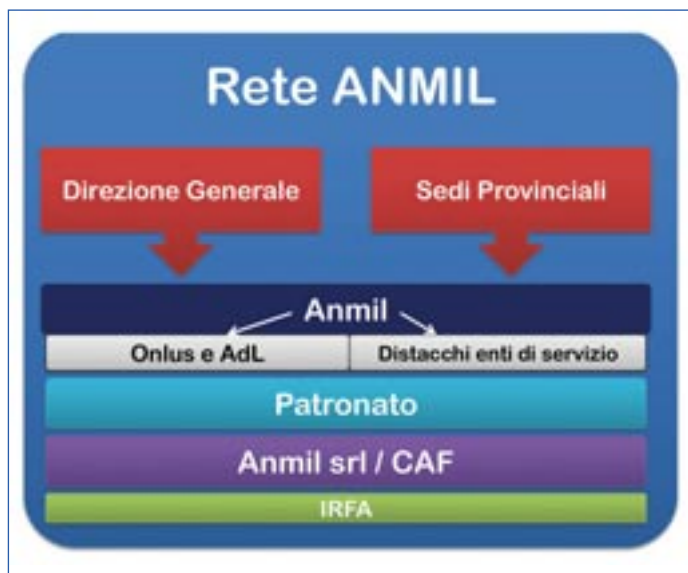 Rete ANMIL
Direzione Generale
Sedi Provinciali
Anmil
Onlus e AdL
Distacchi enti di servizio
Patronato
Anmil srl / CAF
IRFA